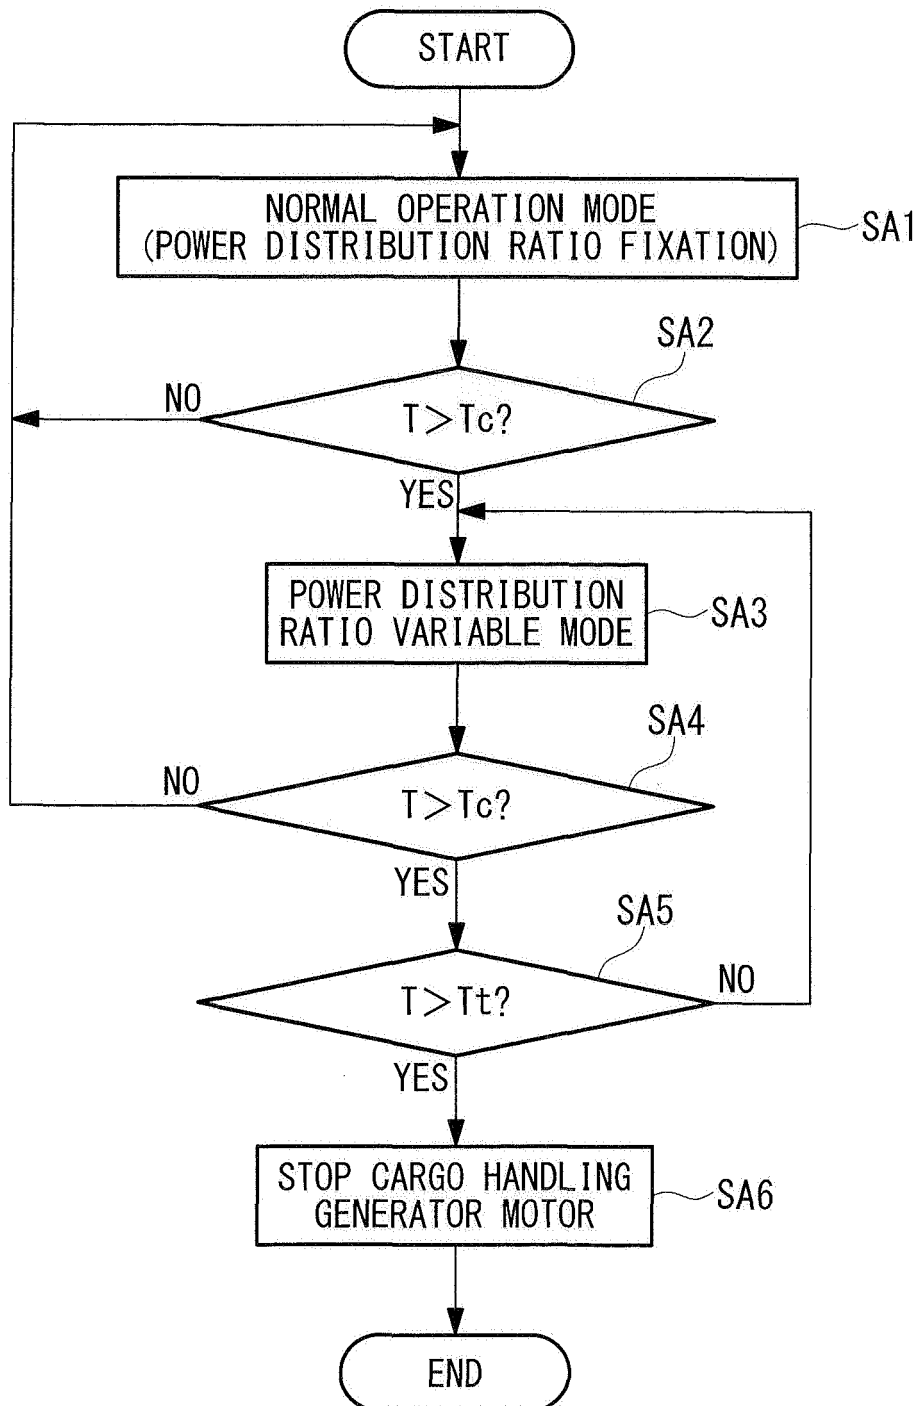 START
NORMAL OPERATION MODE
(POWER DISTRIBUTION RATIO FIXATION)
SA1
SA2
NO
T>Tc?
YES
POWER DISTRIBUTION
RATIO VARIABLE MODE
SA3
SA4
NO
T>Tc?
YES
SA5
T>Tt?
NO
YES
STOP CARGO HANDLING
GENERATOR MOTOR
SA6
END